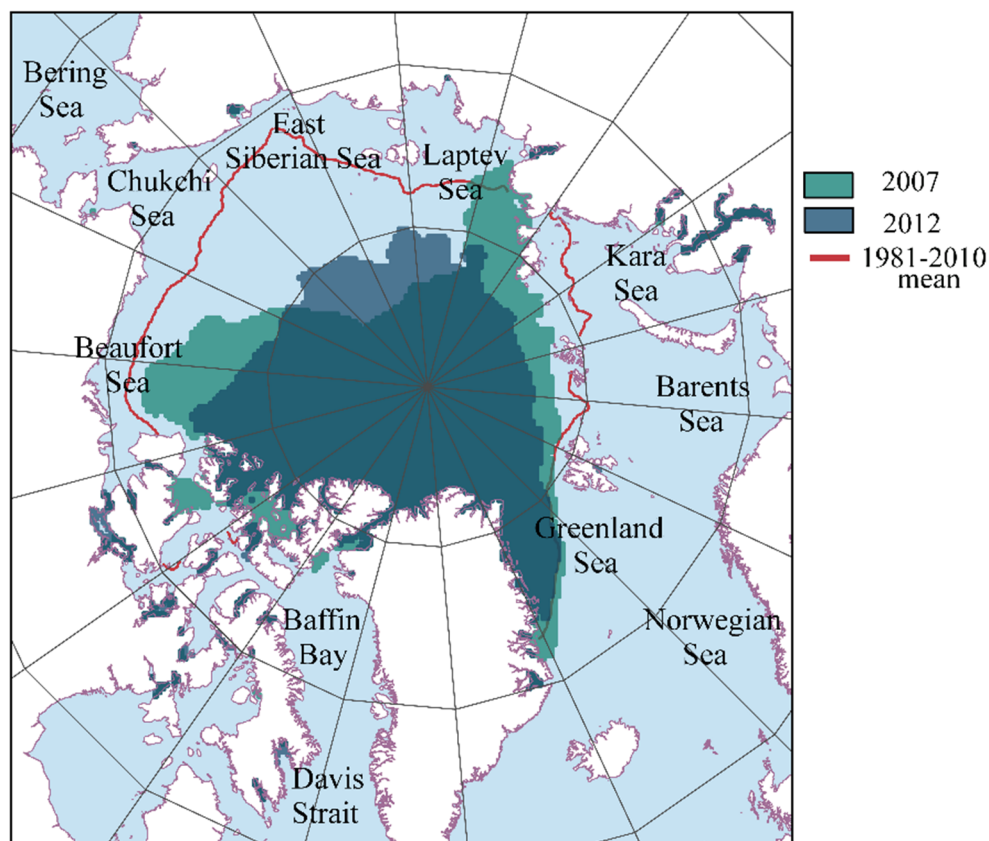 Bering
Sea
East
Siberian Sea
Laptev
Sea
Chukchi
Sea
Kara
Sea
Beaufort
Sea
Barents
Sea
Greenland
Sea
Baffin
Bay
Norwegian
Sea
Davis
Strait
2007
2012
1981-2010
mean